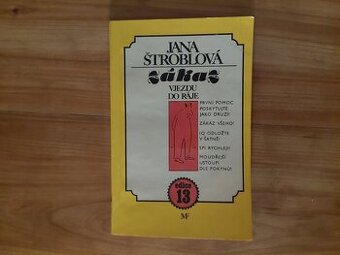 JANA
ŠTROBLOVÁ
zákaz
VJEZDU
DO RÁJE
PRVNÍ POMOC
POSKYTUJTE
JAKO DRUZÍ!
ZÁKAZ VŠEHO!
IQ ODLOŽTE
V ŠATNĚ!
SPI RYCHLEJI!
MOUDŘEJŠÍ
USTOUPÍ
DLE POKYNŮ!
edice
13
MF